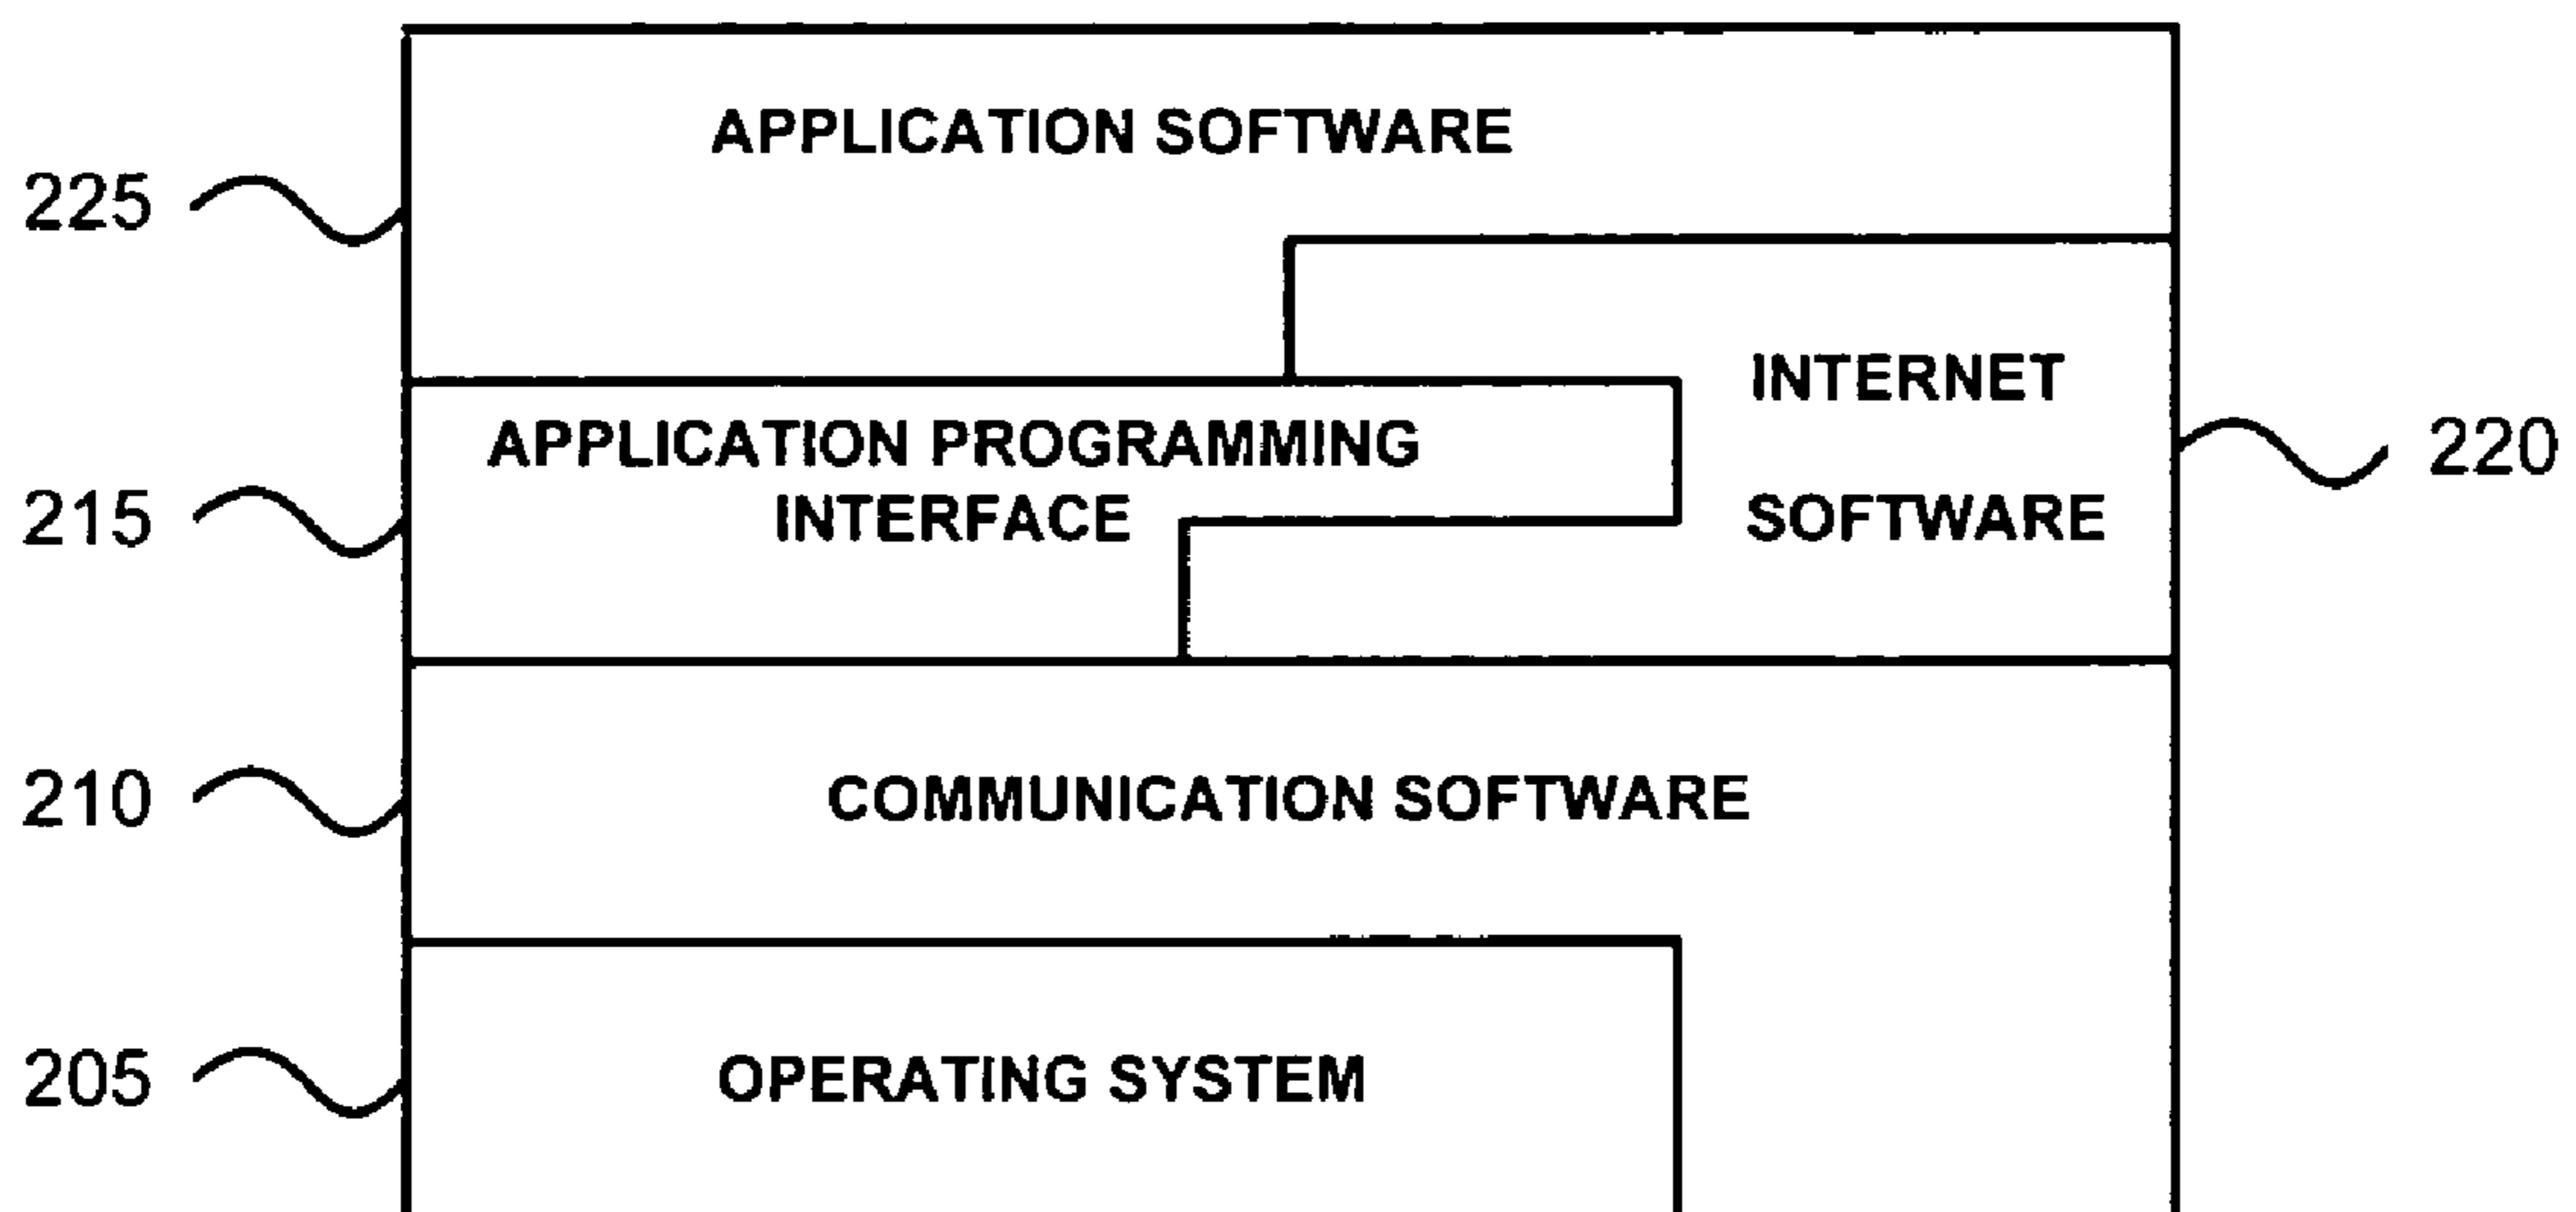 APPLICATION SOFTWARE
225
INTERNET
SOFTWARE
220
APPLICATION PROGRAMMING
INTERFACE
215
COMMUNICATION SOFTWARE
210
OPERATING SYSTEM
205